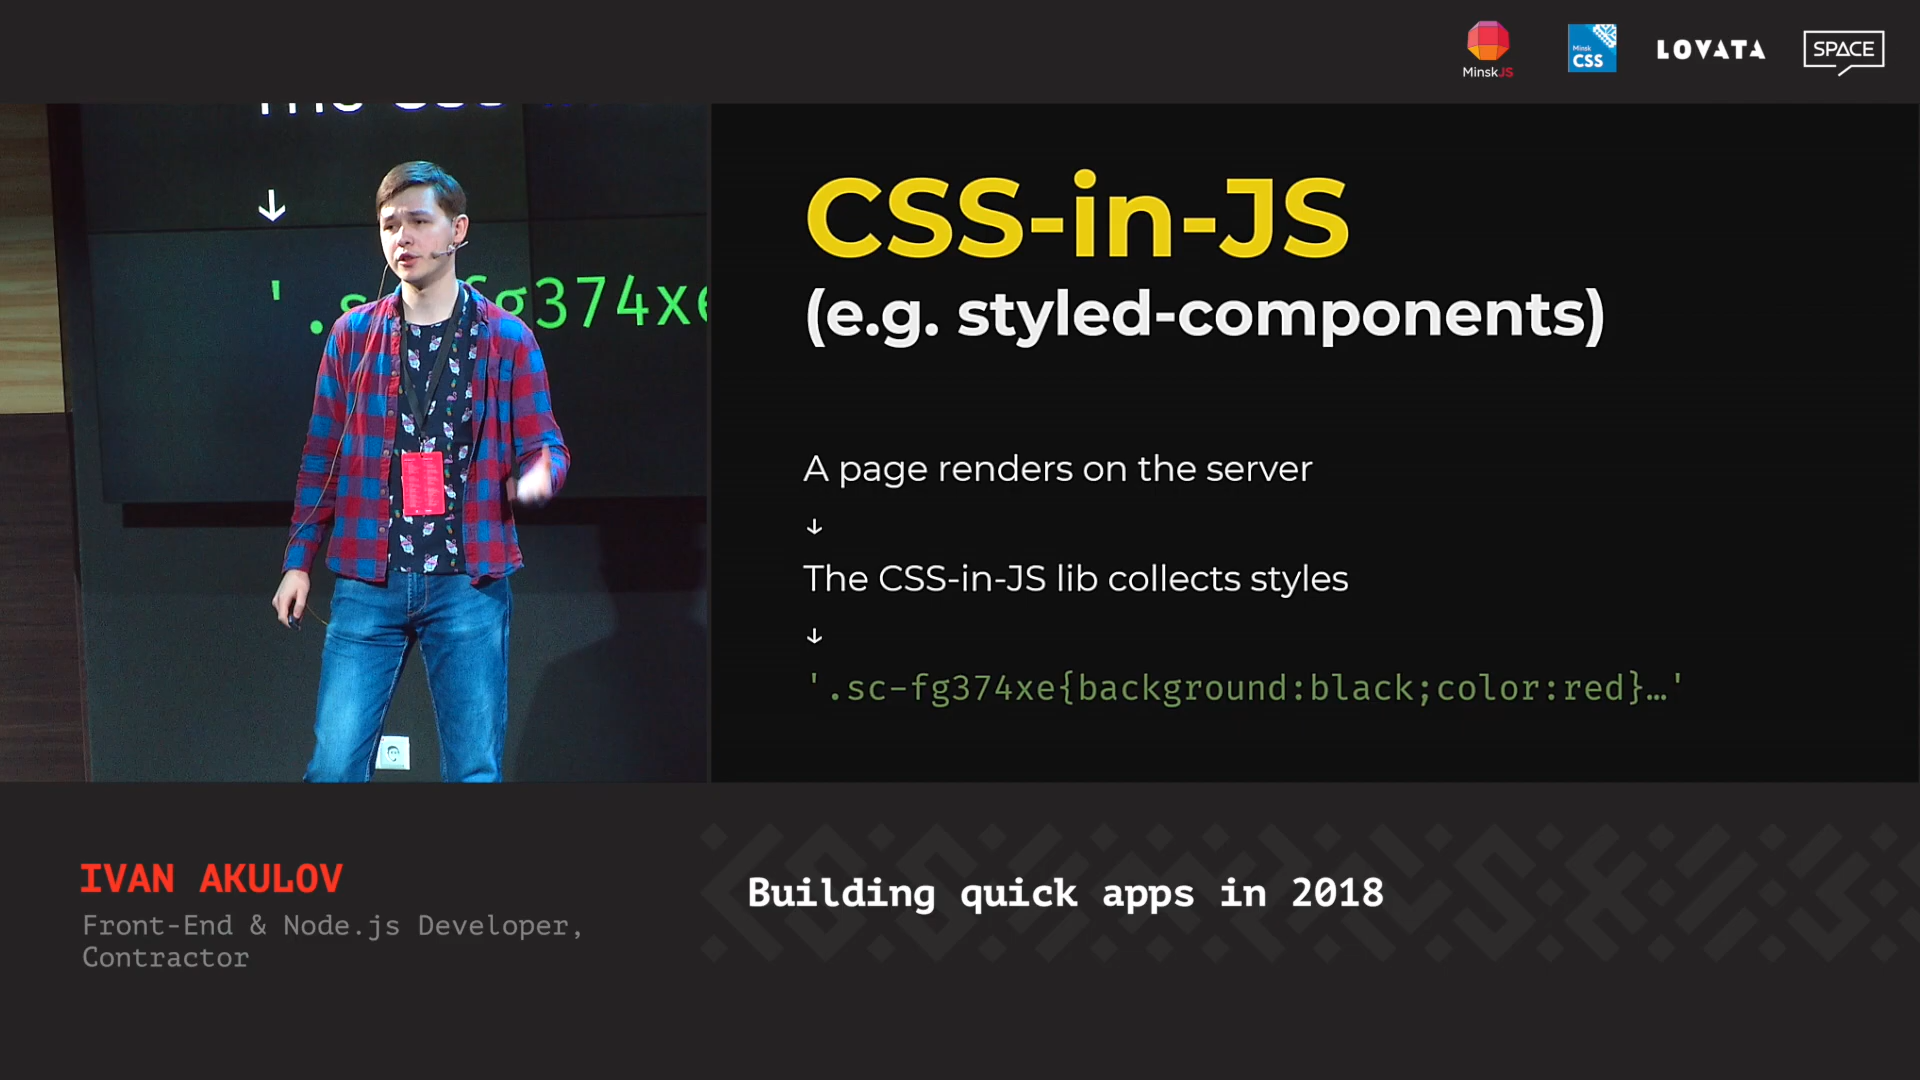 MinskJS
Minsk
CSS
LOVATA
SPACE
↓
'.s fg374xe
CSS-in-JS
(e.g. styled-components)
A page renders on the server
↓
The CSS-in-JS lib collects styles
↓
'.sc-fg374xe{background:black;color:red}…'
IVAN AKULOV
Front-End & Node.js Developer,
Contractor
Building quick apps in 2018